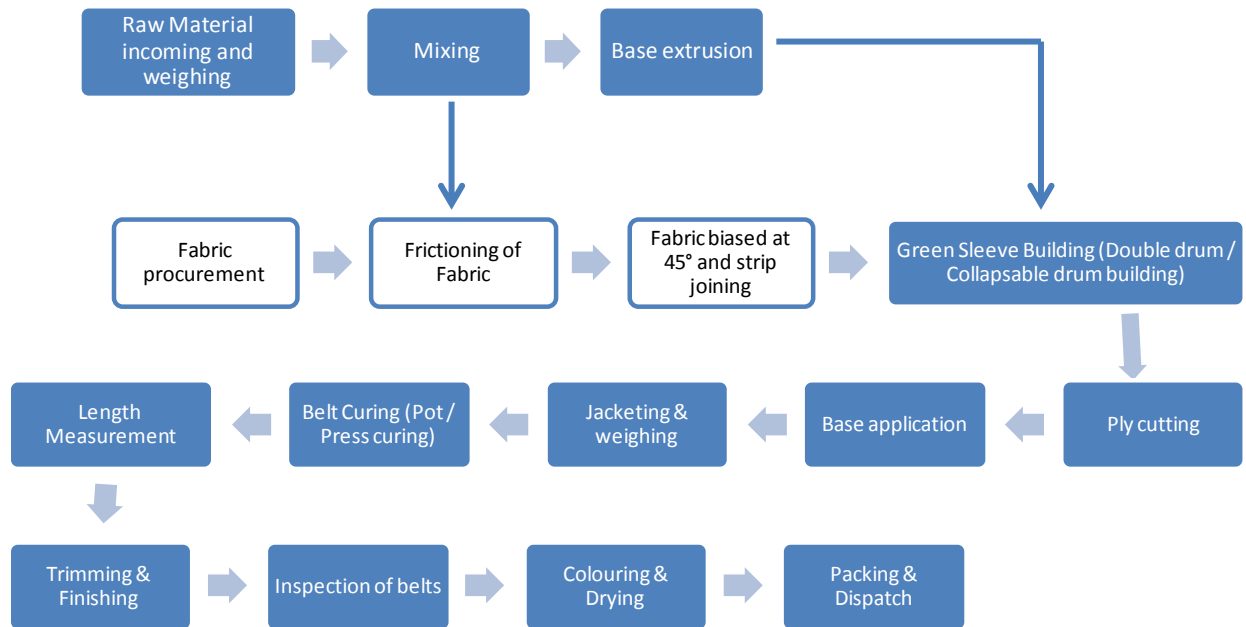 Raw Material
incoming and
weighing
Mixing
Base extrusion
Fabric
procurement
Frictioning of
Fabric
Fabric biased at
45° and strip
joining
Green Sleeve Building (Double drum /
Collapsable drum building)
Length
Measurement
Belt Curing (Pot /
Press curing)
Jacketing &
weighing
Base application
Ply cutting
Trimming &
Finishing
Inspection of belts
Colouring &
Drying
Packing &
Dispatch